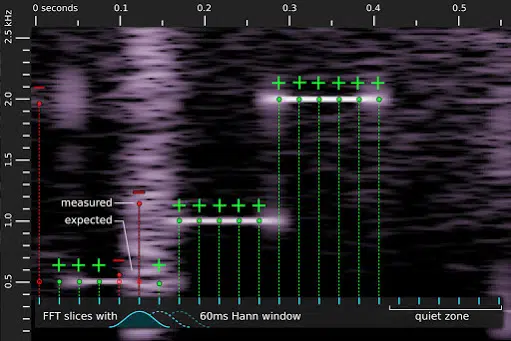 0 seconds 0.1 0.2 0.3 0.4 0.5
2.5 kHz
2.0
1.5
1.0
0.5
measured
expected
FFT slices with 60ms Hann window quiet zone